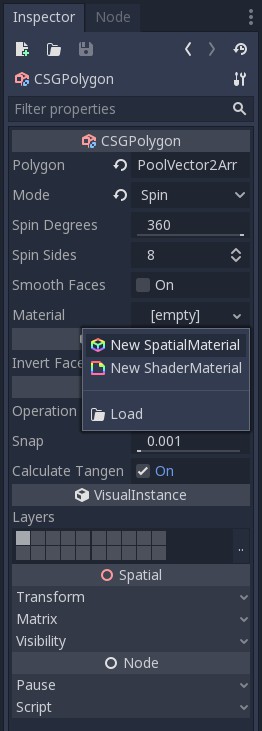 Inspector Node
CSGPolygon
Filter properties
CSGPolygon
Polygon PoolVector2Arr
Mode Spin
Spin Degrees 360
Spin Sides 8
Smooth Faces On
Material [empty]
New SpatialMaterial
Invert Face
New ShaderMaterial
Operation
Load
Snap 0.001
Calculate Tangen On
VisualInstance
Layers
..
Spatial
Transform
Matrix
Visibility
Node
Pause
Script